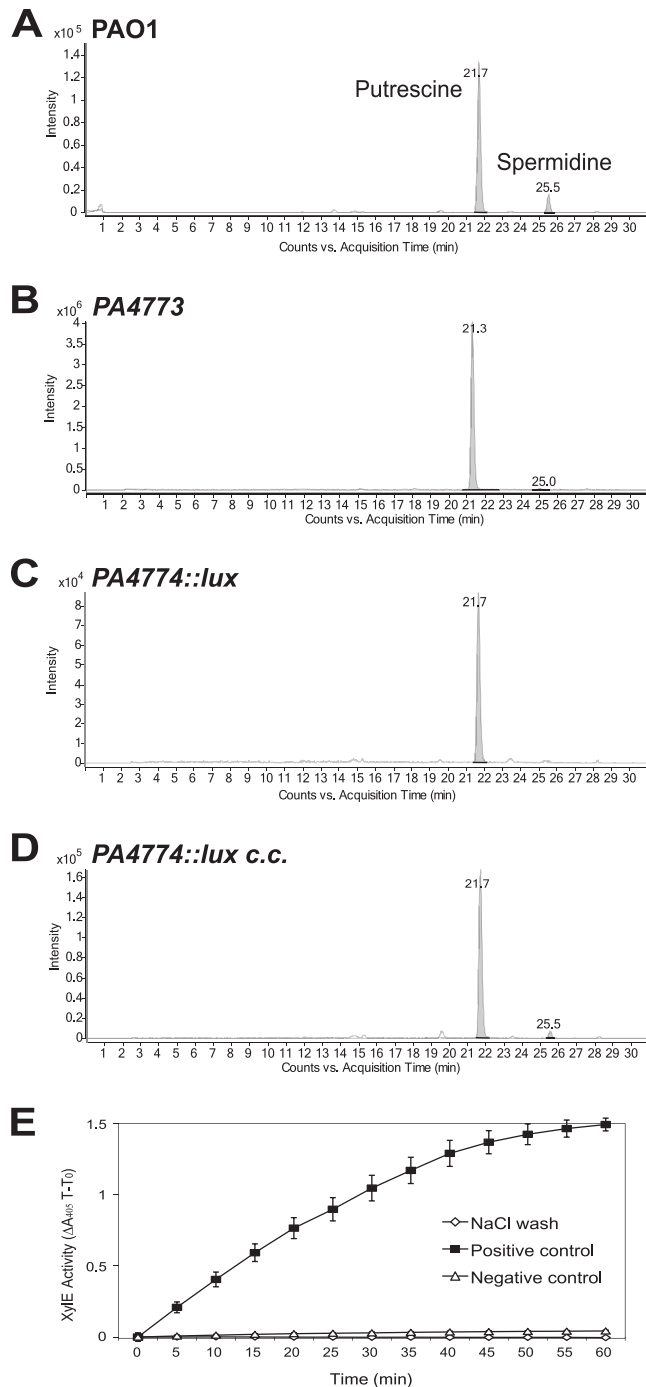 A PAO1
x10⁵
1.4
1.2
1
0.8
0.6
0.4
0.2
0
Intensity
Putrescine
21.7
Spermidine
25.5
1 2 3 4 5 6 7 8 9 10 11 12 13 14 15 16 17 18 19 20 21 22 23 24 25 26 27 28 29 30
Counts vs. Acquisition Time (min)
B PA4773
x10⁶
4
3.5
3
2.5
2
1.5
1
0.5
0
Intensity
21.3
25.0
1 2 3 4 5 6 7 8 9 10 11 12 13 14 15 16 17 18 19 20 21 22 23 24 25 26 27 28 29 30
Counts vs. Acquisition Time (min)
C PA4774::lux
x10⁴
8
7
6
5
4
3
2
1
0
Intensity
21.7
1 2 3 4 5 6 7 8 9 10 11 12 13 14 15 16 17 18 19 20 21 22 23 24 25 26 27 28 29 30
Counts vs. Acquisition Time (min)
D PA4774::lux c.c.
x10⁵
1.6
1.4
1.2
1
0.8
0.6
0.4
0.2
0
Intensity
21.7
25.5
1 2 3 4 5 6 7 8 9 10 11 12 13 14 15 16 17 18 19 20 21 22 23 24 25 26 27 28 29 30
Counts vs. Acquisition Time (min)
E
1.5
1
0.5
0
XylE Activity (ΔA₄₀₅ T-T₀)
NaCl wash
Positive control
Negative control
0 5 10 15 20 25 30 35 40 45 50 55 60
Time (min)